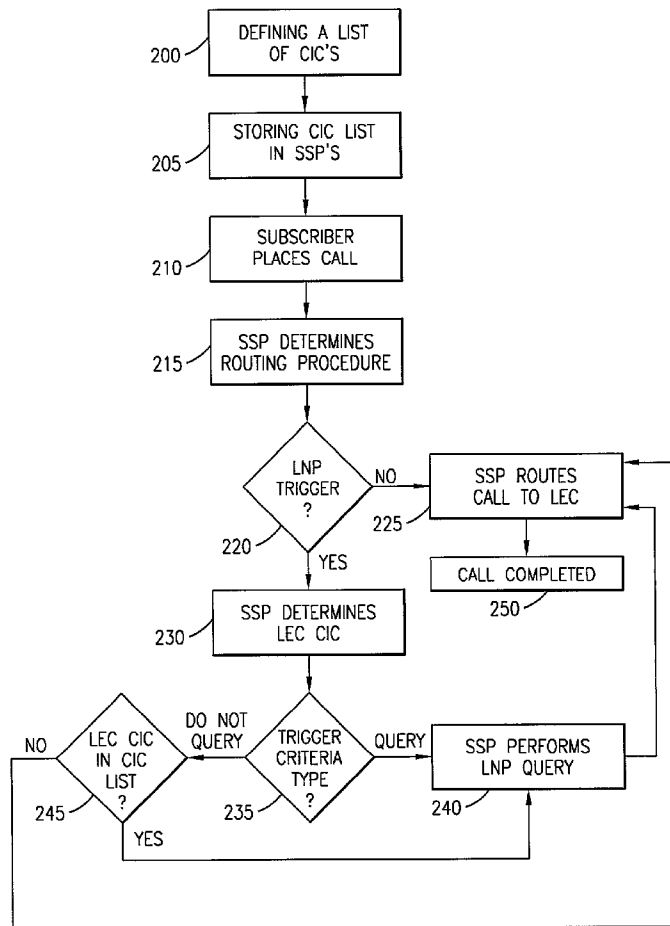 DEFINING A LIST
OF CIC'S
200
STORING CIC LIST
IN SSP'S
205
SUBSCRIBER
PLACES CALL
210
SSP DETERMINES
ROUTING PROCEDURE
215
LNP
TRIGGER
?
220
NO
YES
SSP ROUTES
CALL TO LEC
225
CALL COMPLETED
250
SSP DETERMINES
LEC CIC
230
TRIGGER
CRITERIA
TYPE
?
235
DO NOT
QUERY
QUERY
LEC CIC
IN CIC
LIST
?
245
NO
YES
SSP PERFORMS
LNP QUERY
240